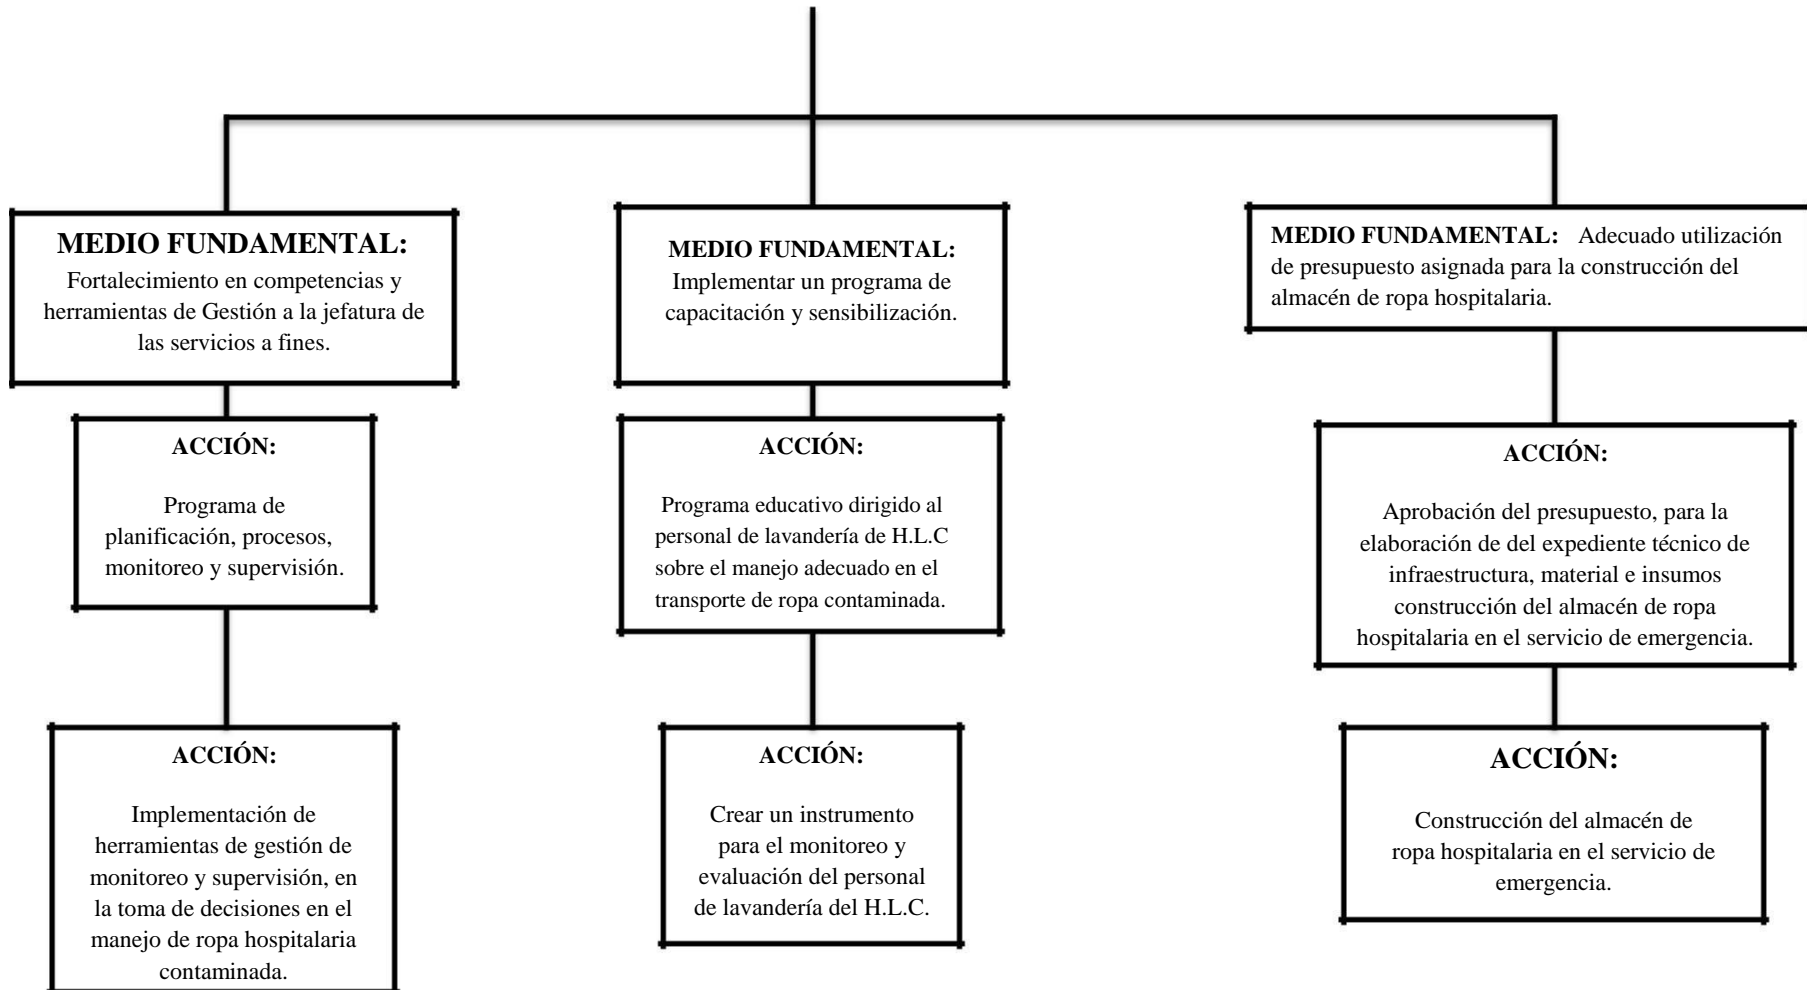 MEDIO FUNDAMENTAL:
Fortalecimiento en competencias y
herramientas de Gestión a la jefatura de
las servicios a fines.
ACCIÓN:
Programa de
planificación, procesos,
monitoreo y supervisión.
ACCIÓN:
Implementación de
herramientas de gestión de
monitoreo y supervisión, en
la toma de decisiones en el
manejo de ropa hospitalaria
contaminada.
MEDIO FUNDAMENTAL:
Implementar un programa de
capacitación y sensibilización.
ACCIÓN:
Programa educativo dirigido al
personal de lavandería de H.L.C
sobre el manejo adecuado en el
transporte de ropa contaminada.
ACCIÓN:
Crear un instrumento
para el monitoreo y
evaluación del personal
de lavandería del H.L.C.
MEDIO FUNDAMENTAL: Adecuado utilización
de presupuesto asignada para la construcción del
almacén de ropa hospitalaria.
ACCIÓN:
Aprobación del presupuesto, para la
elaboración de del expediente técnico de
infraestructura, material e insumos
construcción del almacén de ropa
hospitalaria en el servicio de emergencia.
ACCIÓN:
Construcción del almacén de
ropa hospitalaria en el servicio de
emergencia.